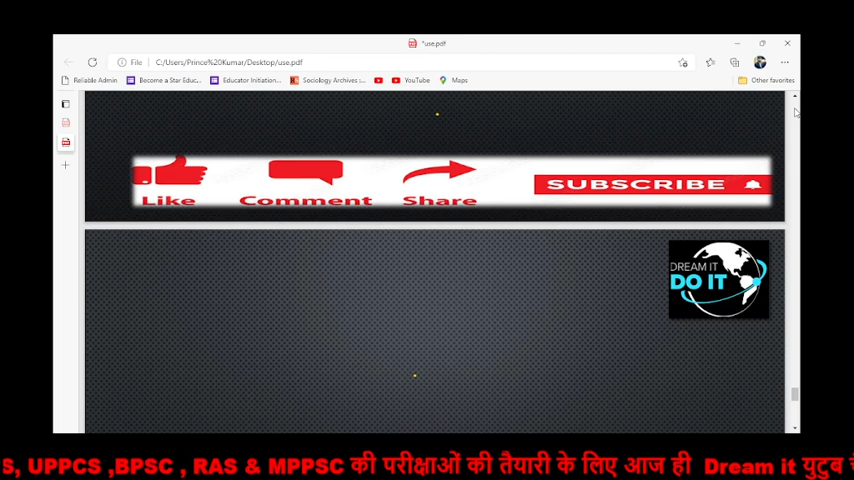 *use.pdf
File C:/Users/Prince%20Kumar/Desktop/use.pdf
Reliable Admin Become a Star Educ... Educator Initiation... Sociology Archives :... YouTube Maps Other favorites
Like Comment Share SUBSCRIBE
DREAM IT
DO IT
S, UPPCS ,BPSC , RAS & MPPSC की परीक्षाओं की तैयारी के लिए आज ही Dream it युटुब